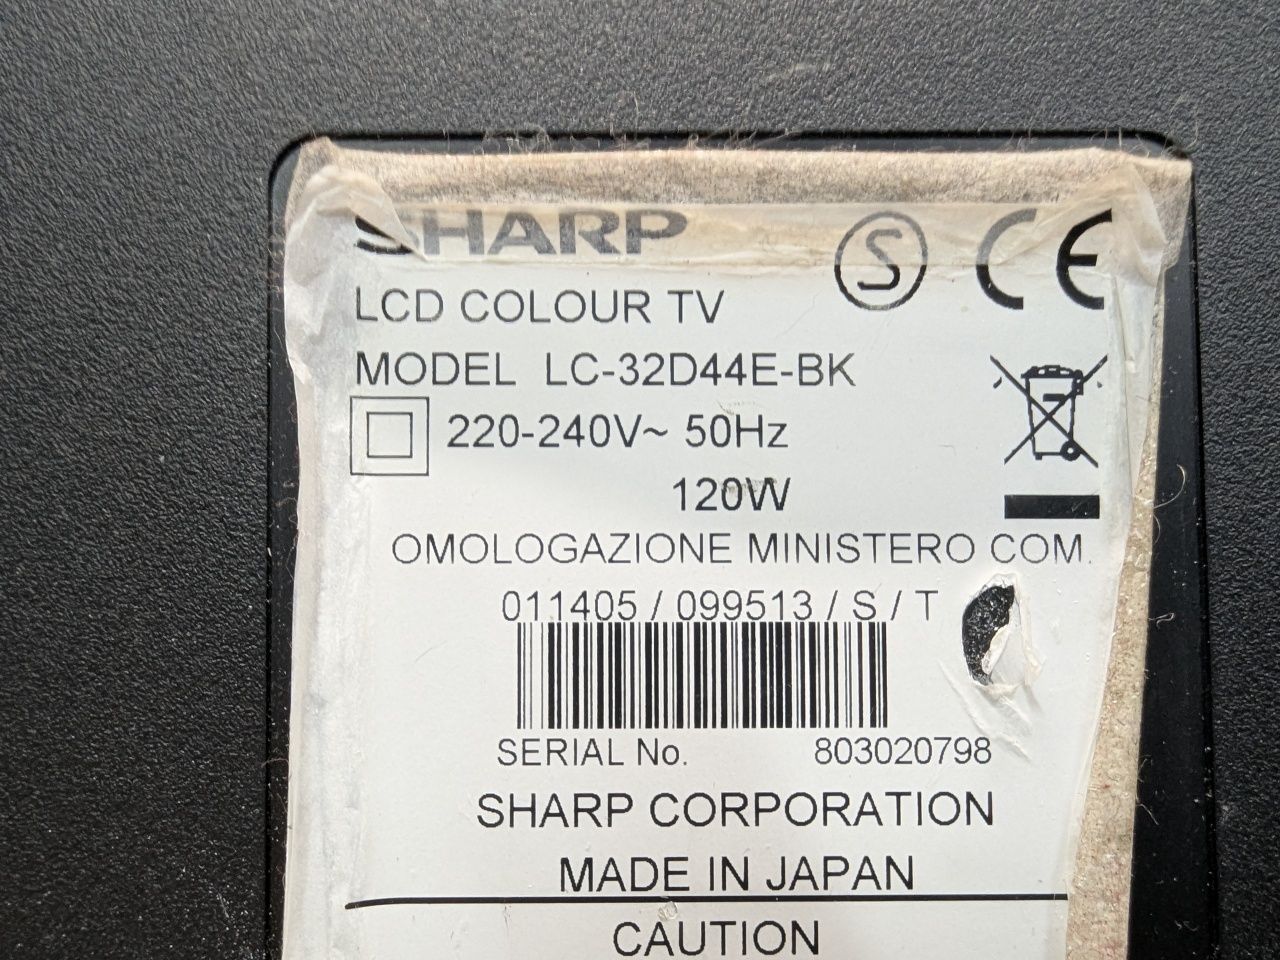 SHARP
S
CE
LCD COLOUR TV
MODEL LC-32D44E-BK
220-240V~ 50Hz
120W
OMOLOGAZIONE MINISTERO COM.
011405 / 099513 / S / T
SERIAL No. 803020798
SHARP CORPORATION
MADE IN JAPAN
CAUTION